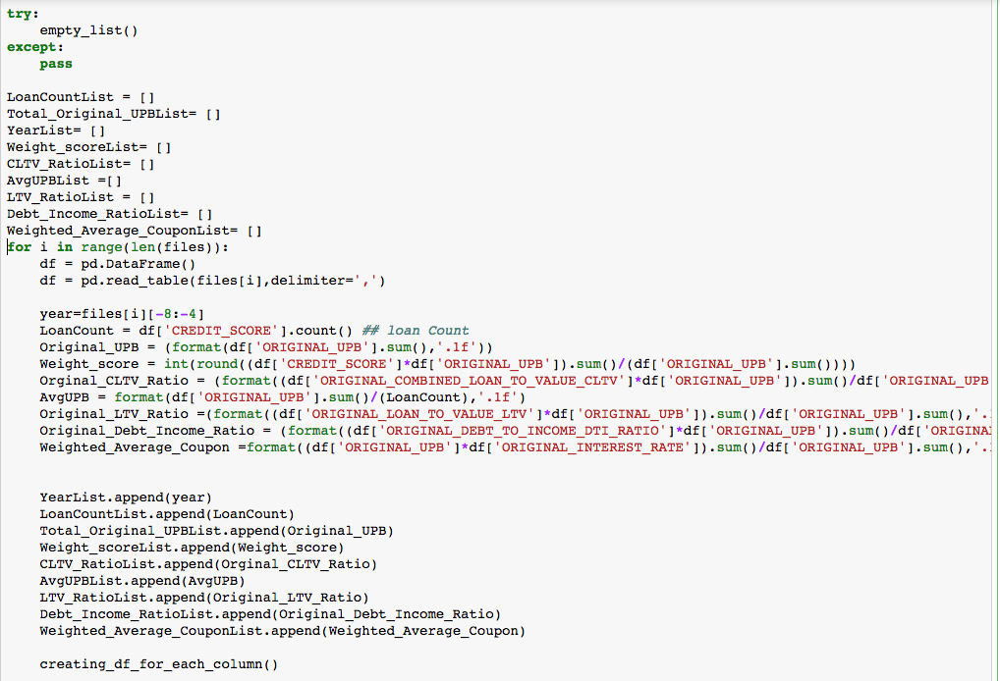 try:
    empty_list()
except:
    pass

LoanCountList = []
Total_Original_UPBList= []
YearList= []
Weight_scoreList= []
CLTV_RatioList= []
AvgUPBList =[]
LTV_RatioList = []
Debt_Income_RatioList= []
Weighted_Average_CouponList= []
for i in range(len(files)):
    df = pd.DataFrame()
    df = pd.read_table(files[i],delimiter=',')

    year=files[i][-8:-4]
    LoanCount = df['CREDIT_SCORE'].count() ## loan Count
    Original_UPB = (format(df['ORIGINAL_UPB'].sum(),'.1f'))
    Weight_score = int(round((df['CREDIT_SCORE']*df['ORIGINAL_UPB']).sum()/(df['ORIGINAL_UPB'].sum())))
    Orginal_CLTV_Ratio = (format((df['ORIGINAL_COMBINED_LOAN_TO_VALUE_CLTV']*df['ORIGINAL_UPB']).sum()/df['ORIGINAL_UPB
    AvgUPB = format(df['ORIGINAL_UPB'].sum()/(LoanCount),'.1f')
    Original_LTV_Ratio =(format((df['ORIGINAL_LOAN_TO_VALUE_LTV']*df['ORIGINAL_UPB']).sum()/df['ORIGINAL_UPB'].sum(),'.
    Original_Debt_Income_Ratio = (format((df['ORIGINAL_DEBT_TO_INCOME_DTI_RATIO']*df['ORIGINAL_UPB']).sum()/df['ORIGINA
    Weighted_Average_Coupon =format((df['ORIGINAL_UPB']*df['ORIGINAL_INTEREST_RATE']).sum()/df['ORIGINAL_UPB'].sum(),'.

    YearList.append(year)
    LoanCountList.append(LoanCount)
    Total_Original_UPBList.append(Original_UPB)
    Weight_scoreList.append(Weight_score)
    CLTV_RatioList.append(Orginal_CLTV_Ratio)
    AvgUPBList.append(AvgUPB)
    LTV_RatioList.append(Original_LTV_Ratio)
    Debt_Income_RatioList.append(Original_Debt_Income_Ratio)
    Weighted_Average_CouponList.append(Weighted_Average_Coupon)

    creating_df_for_each_column()